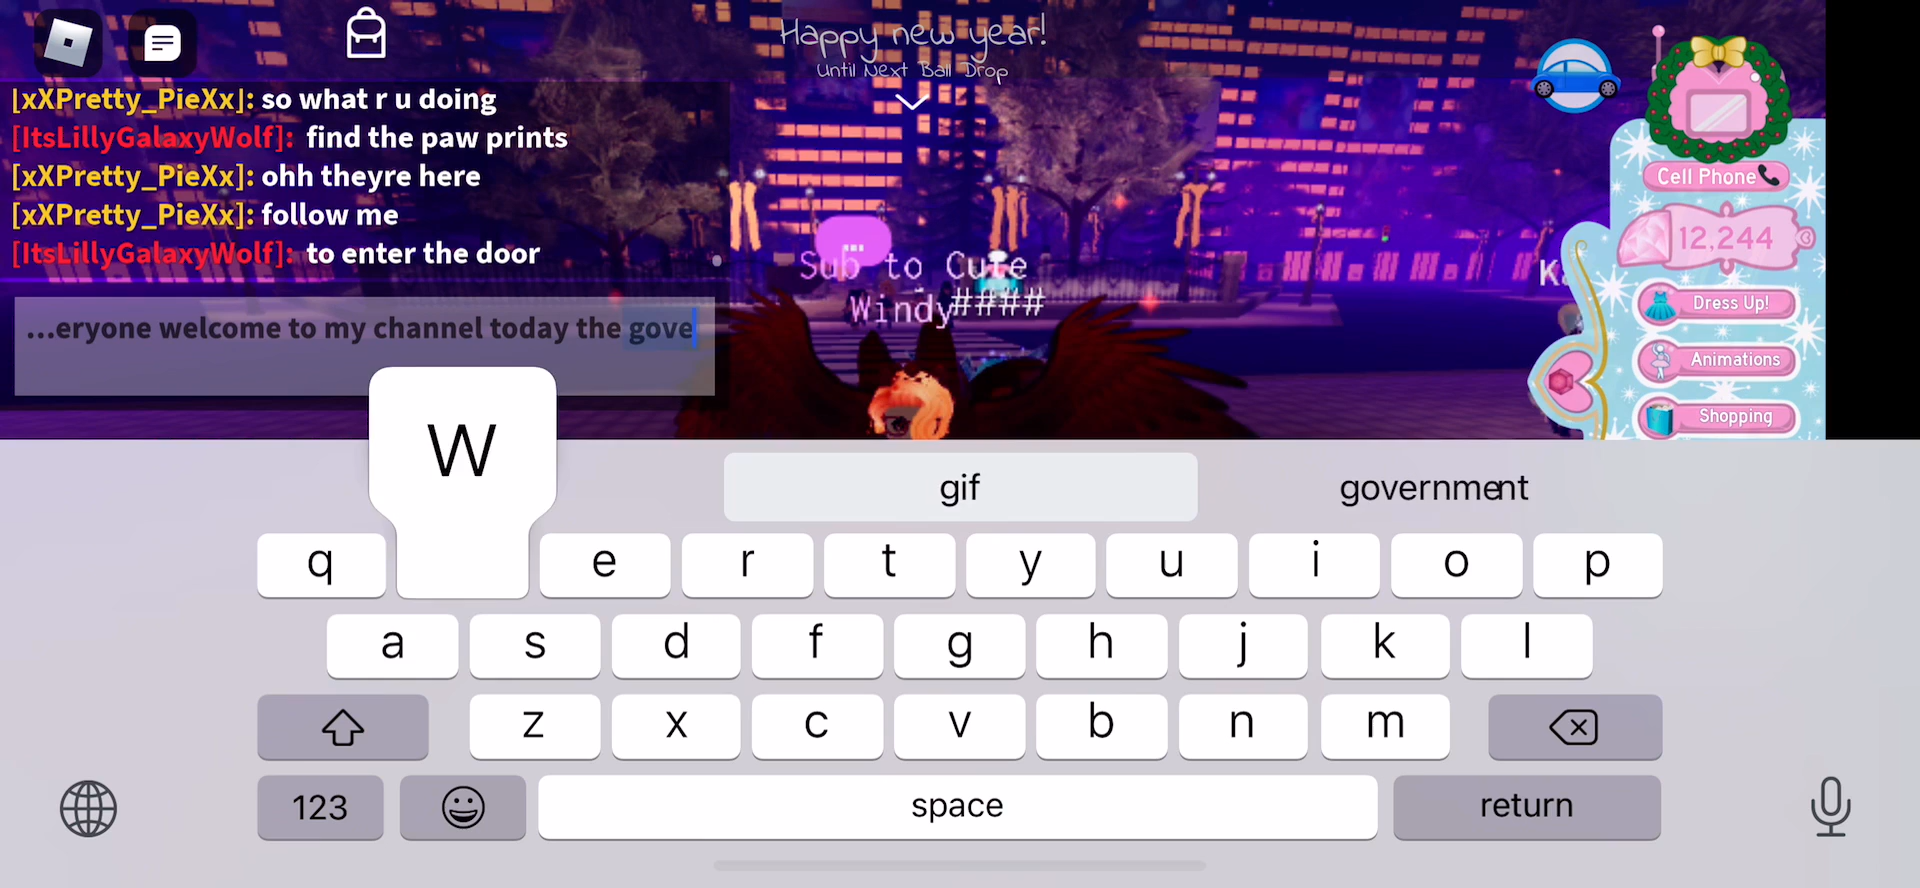 Happy new year!
Until Next Ball Drop
[xXPretty_PieXx]: so what r u doing
[ItsLillyGalaxyWolf]: find the paw prints
[xXPretty_PieXx]: ohh theyre here
[xXPretty_PieXx]: follow me
[ItsLillyGalaxyWolf]: to enter the door
...eryone welcome to my channel today the gove
...
Sub to Cute
Windy####
Cell Phone
12,244
Dress Up!
Animations
Shopping
W
gif government
q e r t y u i o p
a s d f g h j k l
z x c v b n m
123 space return